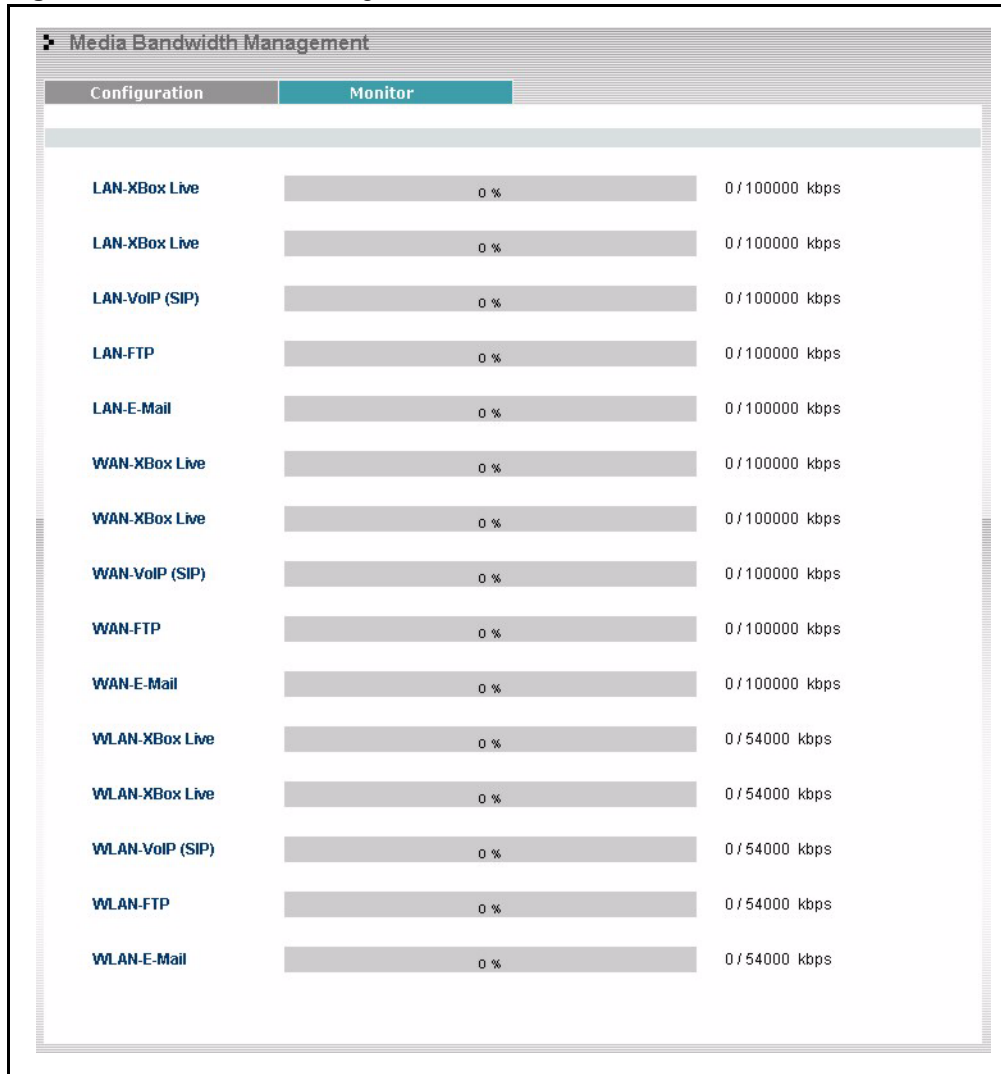 Media Bandwidth Management
Configuration Monitor
LAN-XBox Live 0 % 0 / 100000 kbps
LAN-XBox Live 0 % 0 / 100000 kbps
LAN-VoIP (SIP) 0 % 0 / 100000 kbps
LAN-FTP 0 % 0 / 100000 kbps
LAN-E-Mail 0 % 0 / 100000 kbps
WAN-XBox Live 0 % 0 / 100000 kbps
WAN-XBox Live 0 % 0 / 100000 kbps
WAN-VoIP (SIP) 0 % 0 / 100000 kbps
WAN-FTP 0 % 0 / 100000 kbps
WAN-E-Mail 0 % 0 / 100000 kbps
WLAN-XBox Live 0 % 0 / 54000 kbps
WLAN-XBox Live 0 % 0 / 54000 kbps
WLAN-VoIP (SIP) 0 % 0 / 54000 kbps
WLAN-FTP 0 % 0 / 54000 kbps
WLAN-E-Mail 0 % 0 / 54000 kbps